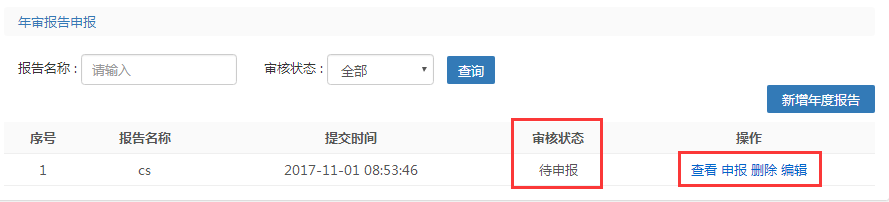 年审报告申报
报告名称： 请输入 审核状态： 全部 查询
新增年度报告
序号 报告名称 提交时间 审核状态 操作
1 cs 2017-11-01 08:53:46 待申报 查看 申报 删除 编辑